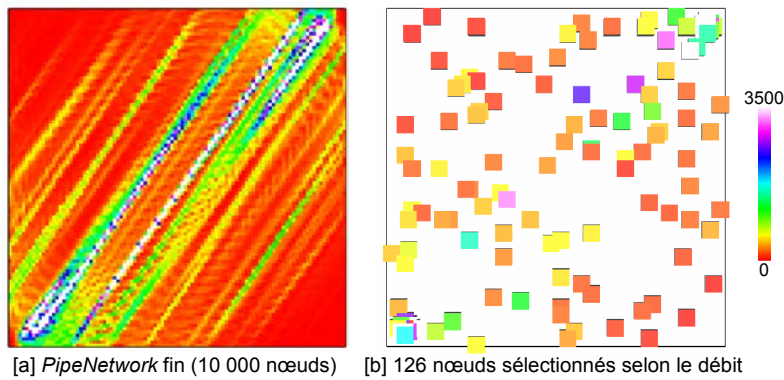 3500
0
[a] PipeNetwork fin (10 000 nœuds)
[b] 126 nœuds sélectionnés selon le débit